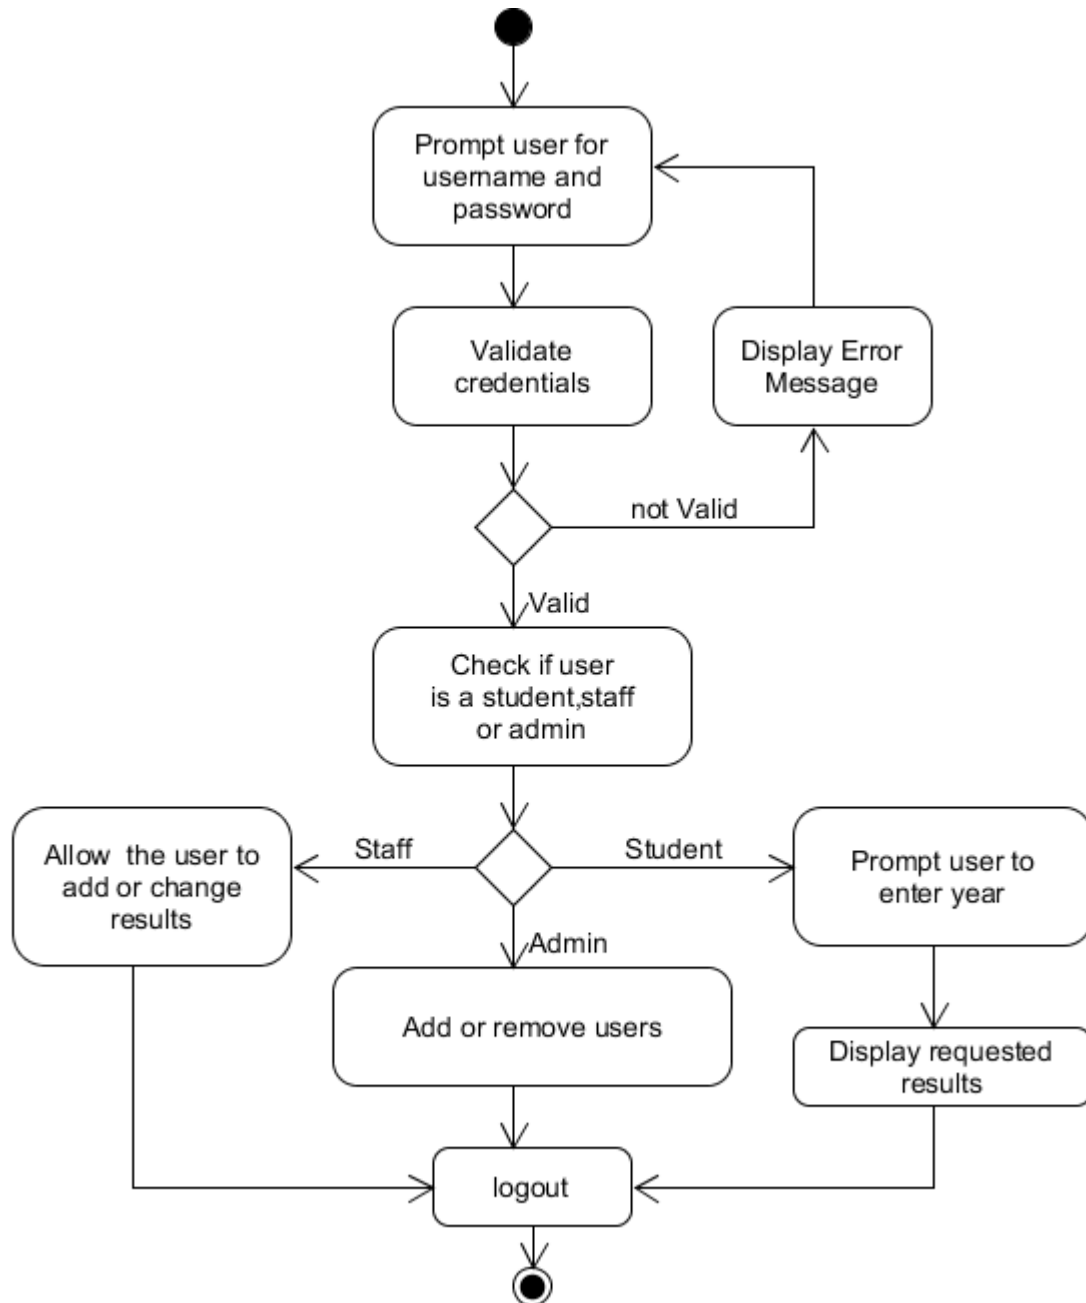 Prompt user for
username and
password
Validate
credentials
Display Error
Message
not Valid
Valid
Check if user
is a student,staff
or admin
Staff
Student
Allow  the user to
add or change
results
Prompt user to
enter year
Admin
Add or remove users
Display requested
results
logout